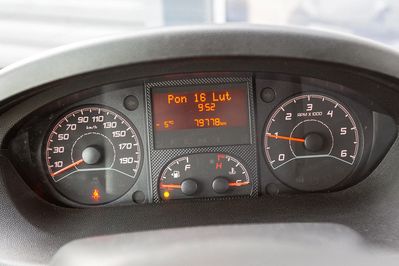 Pon 16 Lut
9:52
-5°C 79778km
km/h
10 30 50 70 90 110 130 150 170 190
F
H
RPM x 1000
0 1 2 3 4 5 6